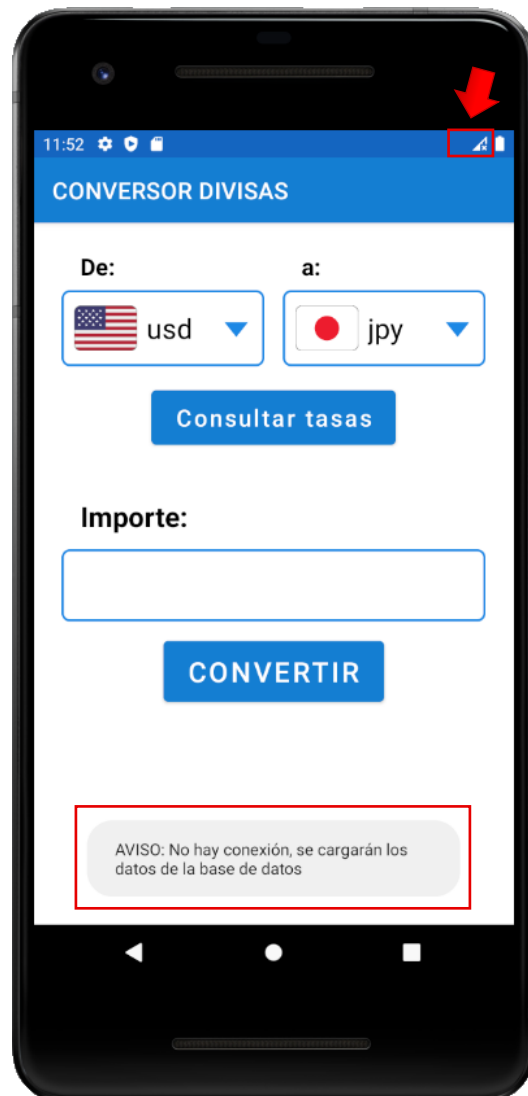 11:52
CONVERSOR DIVISAS
De: a:
usd jpy
Consultar tasas
Importe:
CONVERTIR
AVISO: No hay conexión, se cargarán los
datos de la base de datos